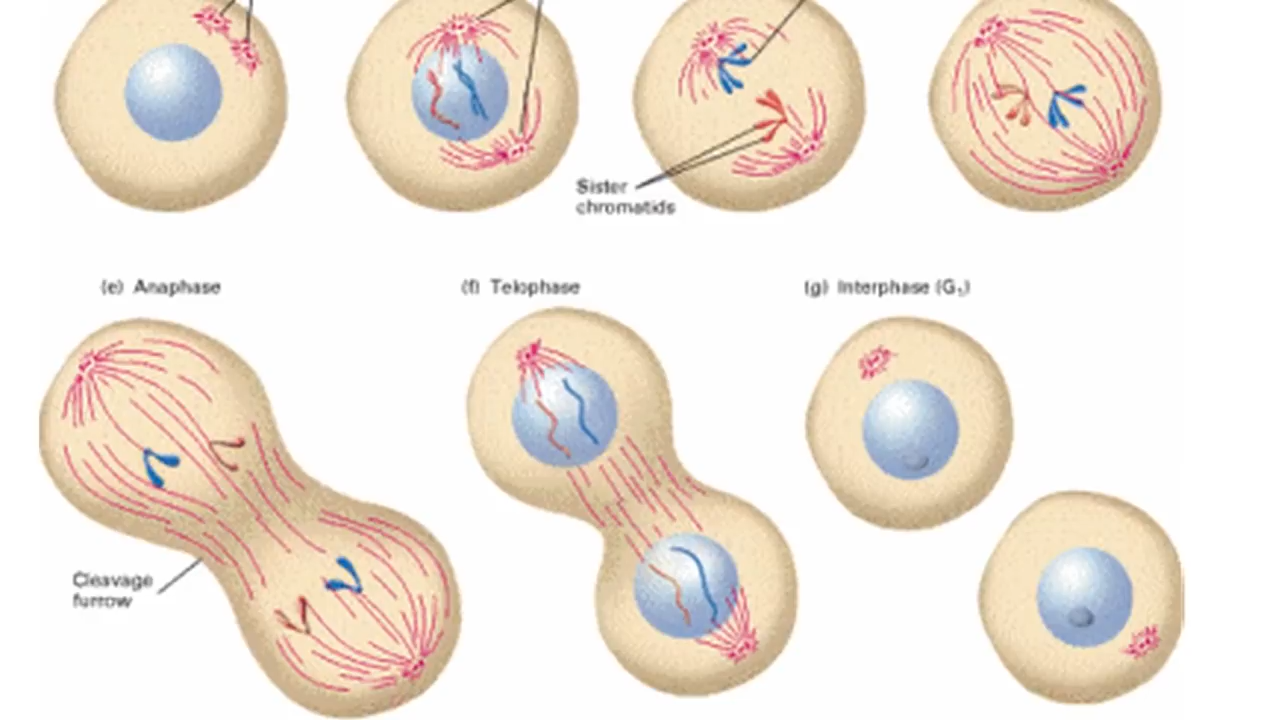 Sister
chromatids
(e) Anaphase
(f) Telophase
(g) Interphase (G₁)
Cleavage
furrow